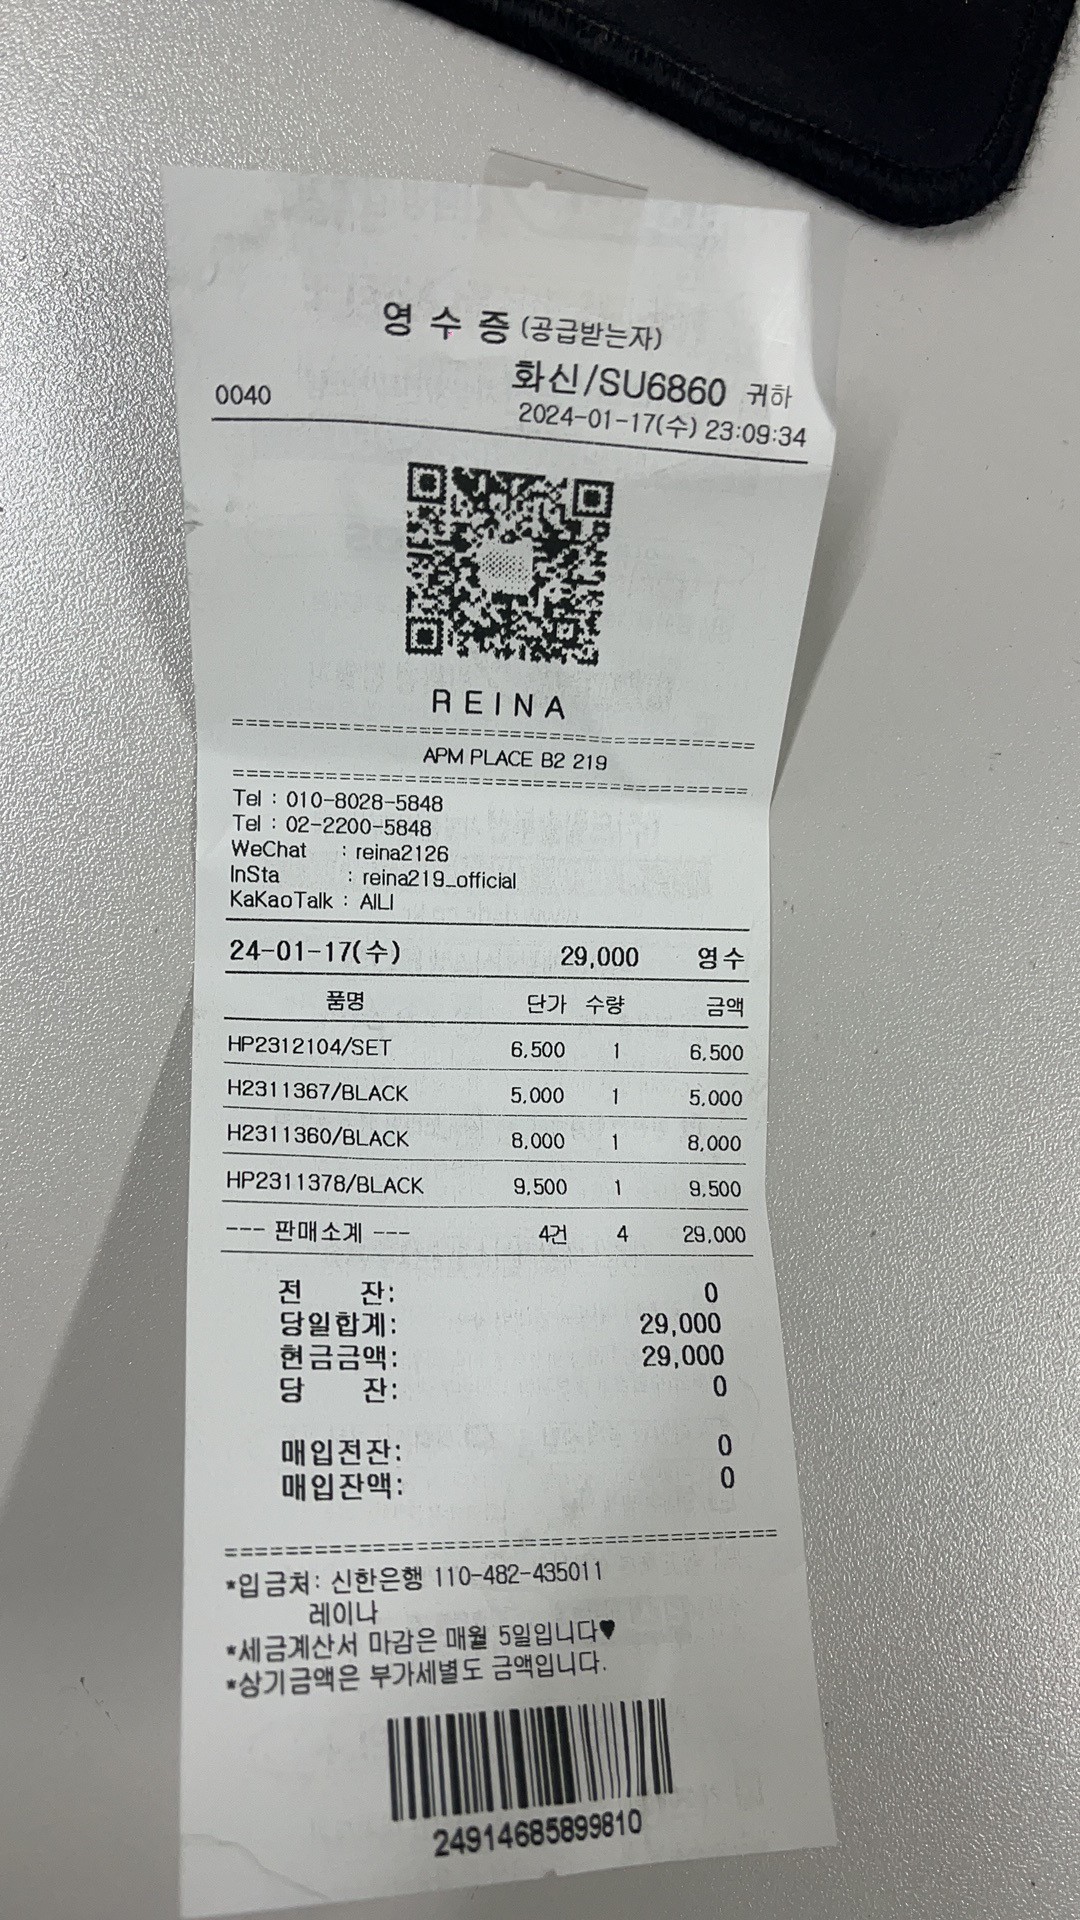 영 수 증 (공급받는자)
화신/SU6860 귀하
0040
2024-01-17(수) 23:09:34
REINA
========================================
APM PLACE B2 219
========================================
Tel : 010-8028-5848
Tel : 02-2200-5848
WeChat : reina2126
InSta : reina219_official
KaKaoTalk : AILI
24-01-17(수) 29,000 영수
품명 단가 수량 금액
HP2312104/SET 6,500 1 6,500
H2311367/BLACK 5,000 1 5,000
H2311360/BLACK 8,000 1 8,000
HP2311378/BLACK 9,500 1 9,500
--- 판매소계 --- 4건 4 29,000
전 잔: 0
당일합계: 29,000
현금금액: 29,000
당 잔: 0
매입전잔: 0
매입잔액: 0
========================================
*입금처: 신한은행 110-482-435011
레이나
*세금계산서 마감은 매월 5일입니다♥
*상기금액은 부가세별도 금액입니다.
24914685899810